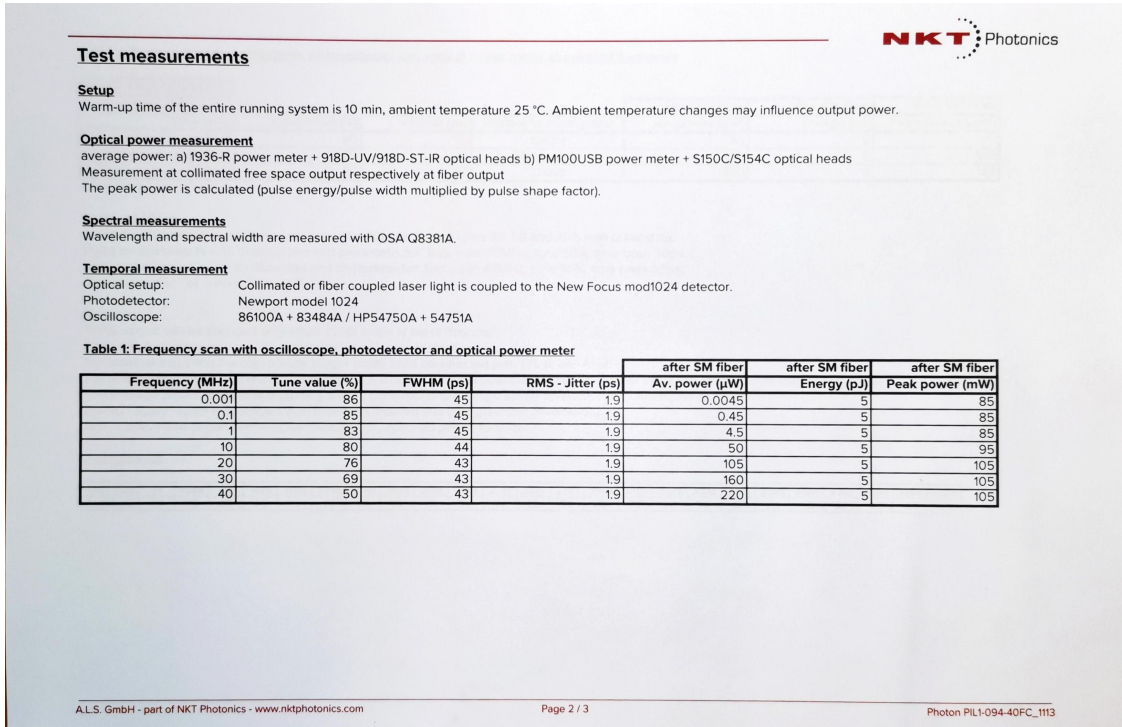 NKT Photonics
Test measurements
Setup
Warm-up time of the entire running system is 10 min, ambient temperature 25 °C. Ambient temperature changes may influence output power.
Optical power measurement
average power: a) 1936-R power meter + 918D-UV/918D-ST-IR optical heads b) PM100USB power meter + S150C/S154C optical heads
Measurement at collimated free space output respectively at fiber output
The peak power is calculated (pulse energy/pulse width multiplied by pulse shape factor).
Spectral measurements
Wavelength and spectral width are measured with OSA Q8381A.
Temporal measurement
Optical setup: Collimated or fiber coupled laser light is coupled to the New Focus mod1024 detector.
Photodetector: Newport model 1024
Oscilloscope: 86100A + 83484A / HP54750A + 54751A
Table 1: Frequency scan with oscilloscope, photodetector and optical power meter
after SM fiber after SM fiber after SM fiber
Frequency (MHz) Tune value (%) FWHM (ps) RMS - Jitter (ps) Av. power (µW) Energy (pJ) Peak power (mW)
0.001 86 45 1.9 0.0045 5 85
0.1 85 45 1.9 0.45 5 85
1 83 45 1.9 4.5 5 85
10 80 44 1.9 50 5 95
20 76 43 1.9 105 5 105
30 69 43 1.9 160 5 105
40 50 43 1.9 220 5 105
A.L.S. GmbH - part of NKT Photonics - www.nktphotonics.com Page 2 / 3 Photon PIL1-094-40FC_1113